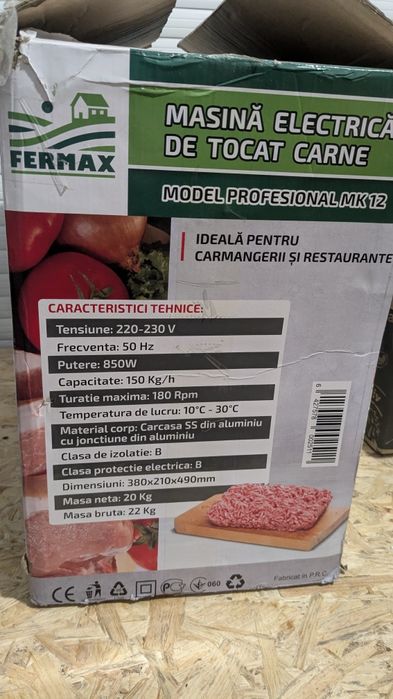 FERMAX
MASINĂ ELECTRICĂ
DE TOCAT CARNE
MODEL PROFESIONAL MK 12
IDEALĂ PENTRU
CARMANGERII ȘI RESTAURANTE
CARACTERISTICI TEHNICE:
Tensiune: 220-230 V
Frecventa: 50 Hz
Putere: 850W
Capacitate: 150 Kg/h
Turatie maxima: 180 Rpm
Temperatura de lucru: 10°C - 30°C
Material corp: Carcasa SS din aluminiu
cu jonctiune din aluminiu
Clasa de izolatie: B
Clasa protectie electrica: B
Dimensiuni: 380x210x490mm
Masa neta: 20 Kg
Masa bruta: 22 Kg
Fabricat in P.R.C.
CE
060